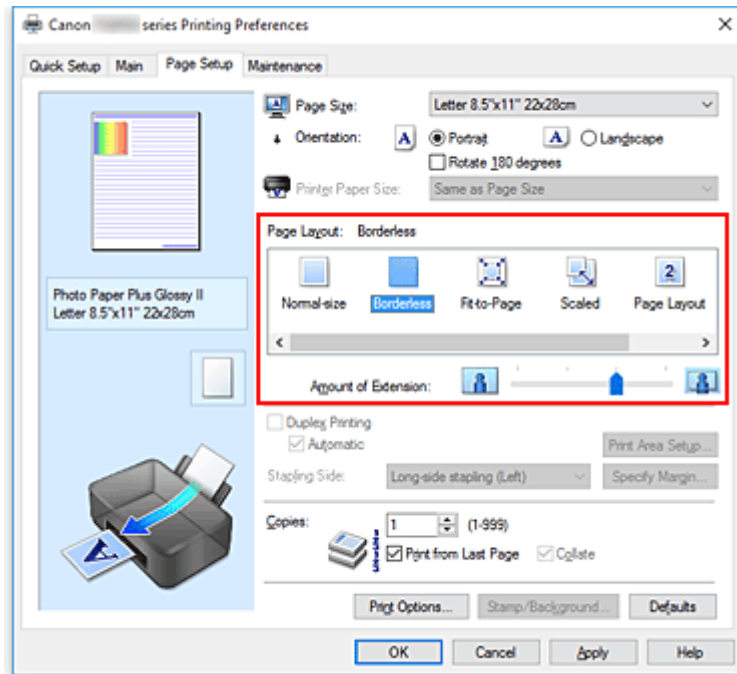 Canon series Printing Preferences
Quick Setup Main Page Setup Maintenance
Page Size: Letter 8.5"x11" 22x28cm
Orientation: A Portrait A Landscape
Rotate 180 degrees
Printer Paper Size: Same as Page Size
Page Layout: Borderless
Normal-size Borderless Fit-to-Page Scaled Page Layout
Photo Paper Plus Glossy II
Letter 8.5"x11" 22x28cm
Amount of Extension:
Duplex Printing
Automatic Print Area Setup...
Stapling Side: Long-side stapling (Left) Specify Margin...
Copies: 1 (1-999)
Print from Last Page Collate
Print Options... Stamp/Background... Defaults
OK Cancel Apply Help